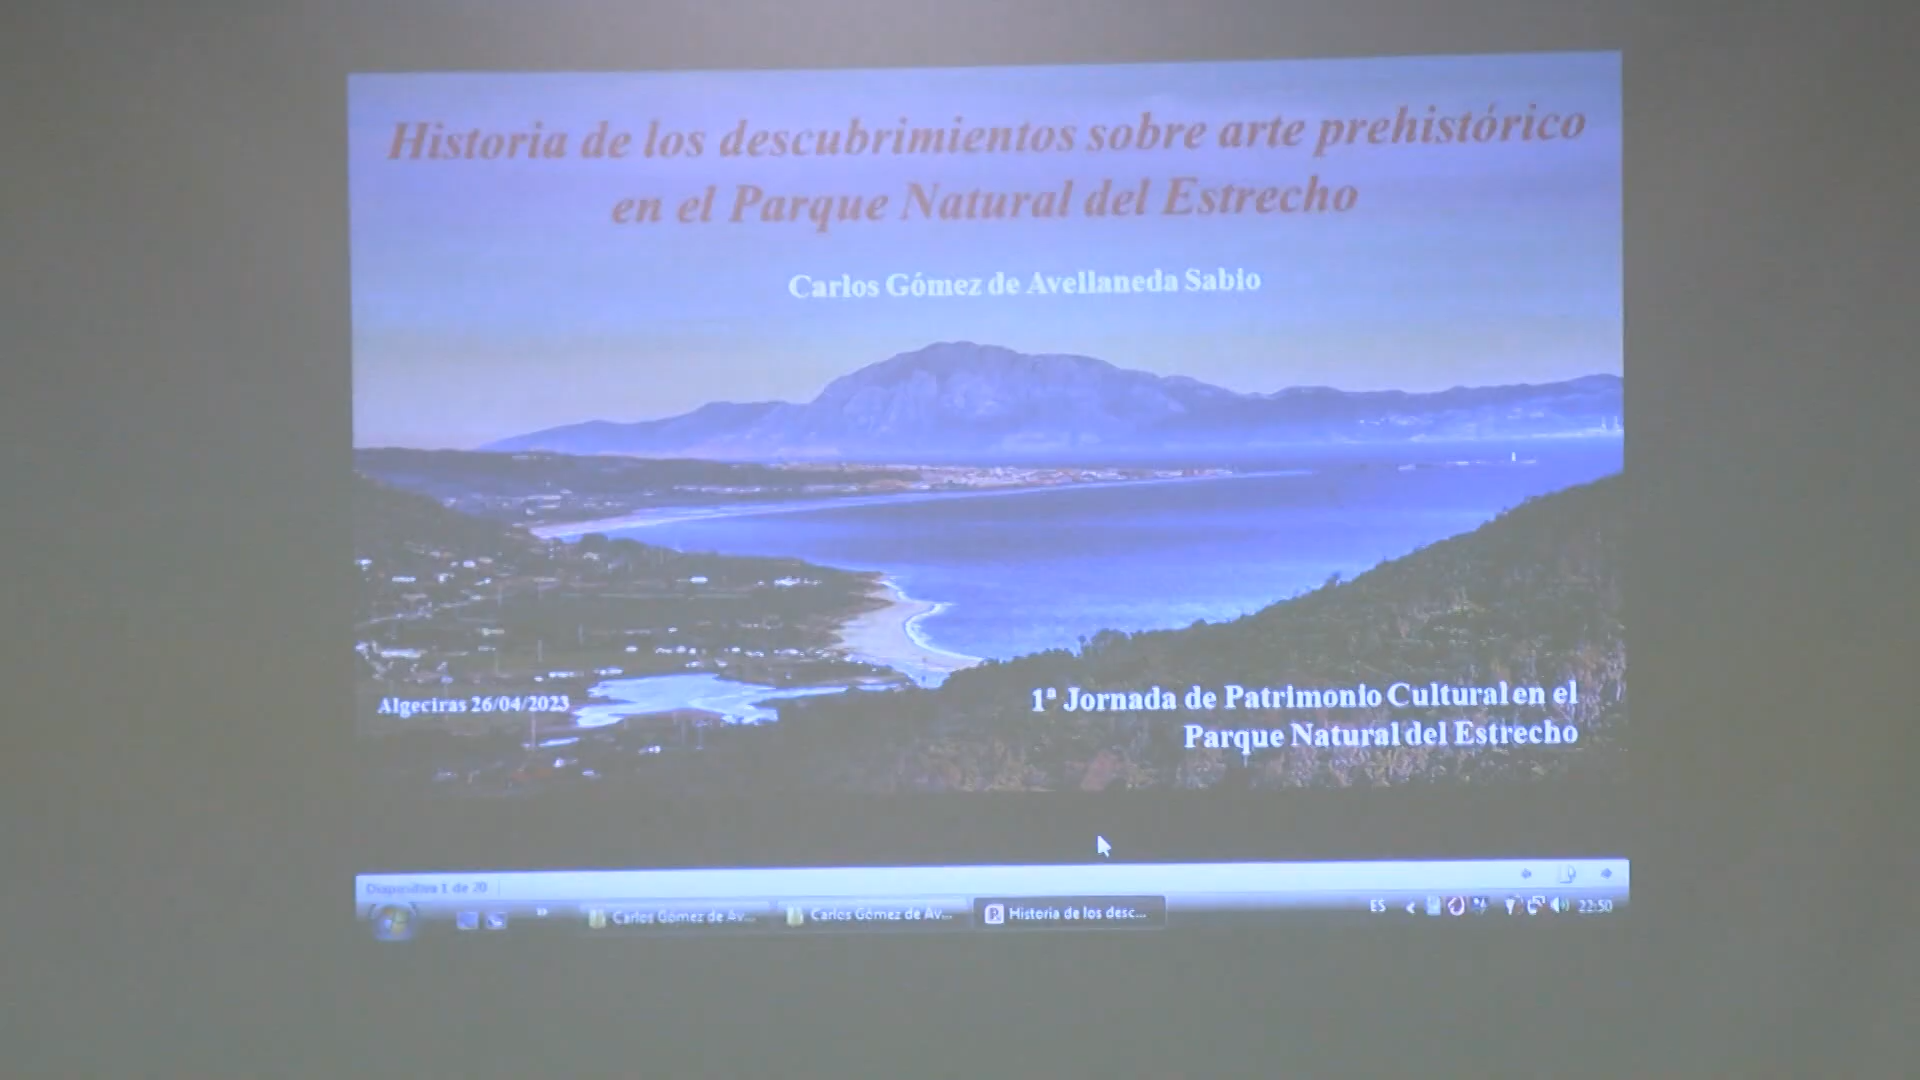 Historia de los descubrimientos sobre arte prehistórico
en el Parque Natural del Estrecho
Carlos Gómez de Avellaneda Sabio
Algeciras 26/04/2023
1ª Jornada de Patrimonio Cultural en el
Parque Natural del Estrecho
Diapositiva 1 de 20
Carlos Gómez de Av...
Carlos Gómez de Av...
Historia de los desc...
ES
22:50